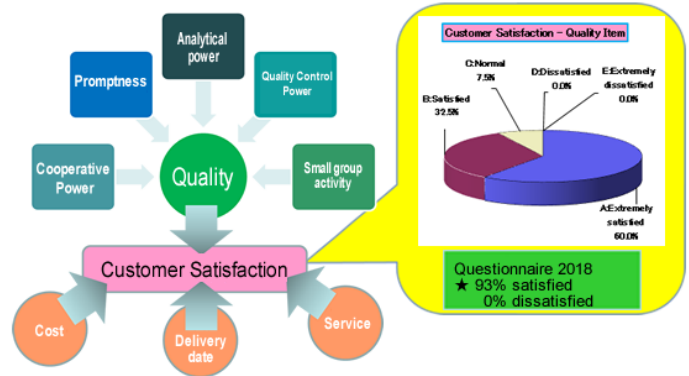 Analytical
power
Promptness
Quality Control
Power
Cooperative
Power
Quality
Small group
activity
Customer Satisfaction
Cost
Delivery
date
Service
Customer Satisfaction – Quality Item
C:Normal
7.5%
D:Dissatisfied
0.0%
E:Extremely
dissatisfied
0.0%
B:Satisfied
32.5%
A:Extremely
satisfied
60.0%
Questionnaire 2018
★ 93% satisfied
0% dissatisfied